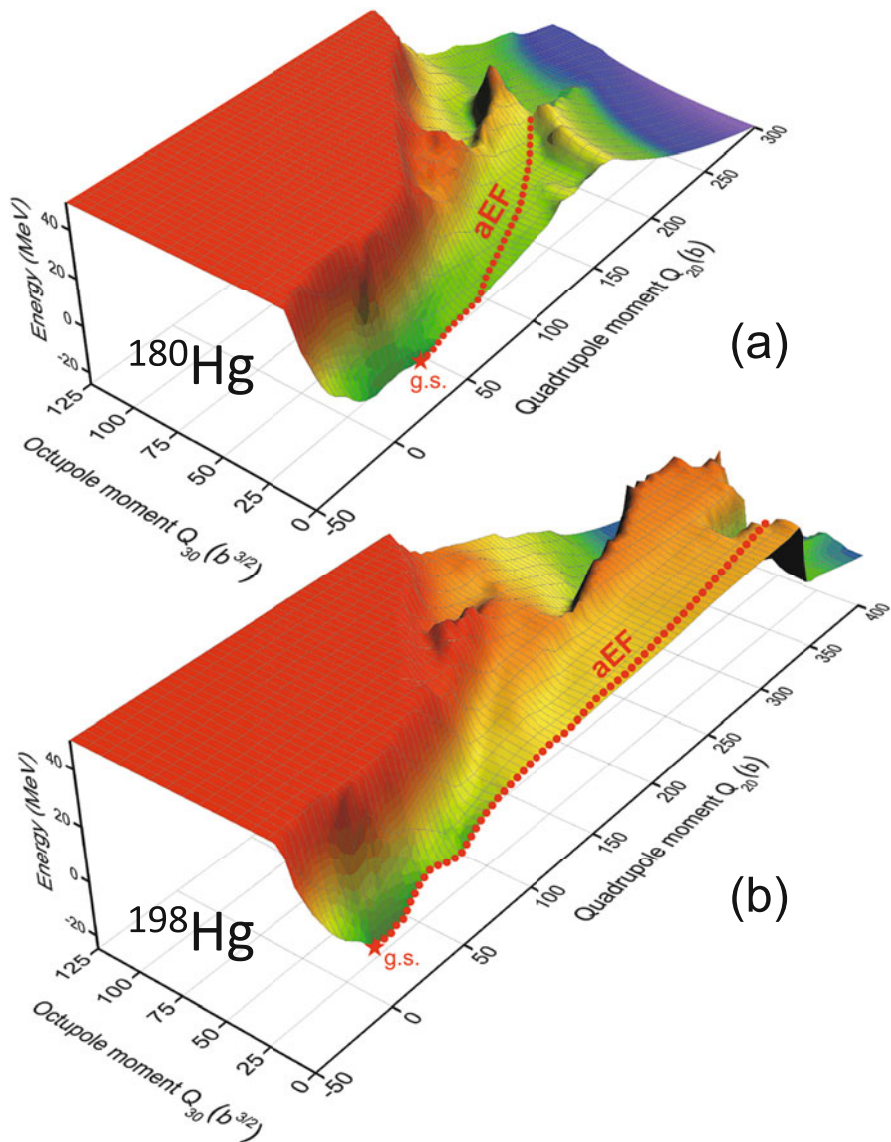 40
20
0
-20
Energy (MeV)
180Hg
125
100
75
50
25
0
Octupole moment Q30 (b3/2)
-50
0
50
100
150
200
250
300
Quadrupole moment Q20(b)
aEF
g.s.
(a)
40
20
0
-20
Energy (MeV)
198Hg
125
100
75
50
25
0
Octupole moment Q30 (b3/2)
-50
0
50
100
150
200
250
300
350
400
Quadrupole moment Q20(b)
aEF
g.s.
(b)